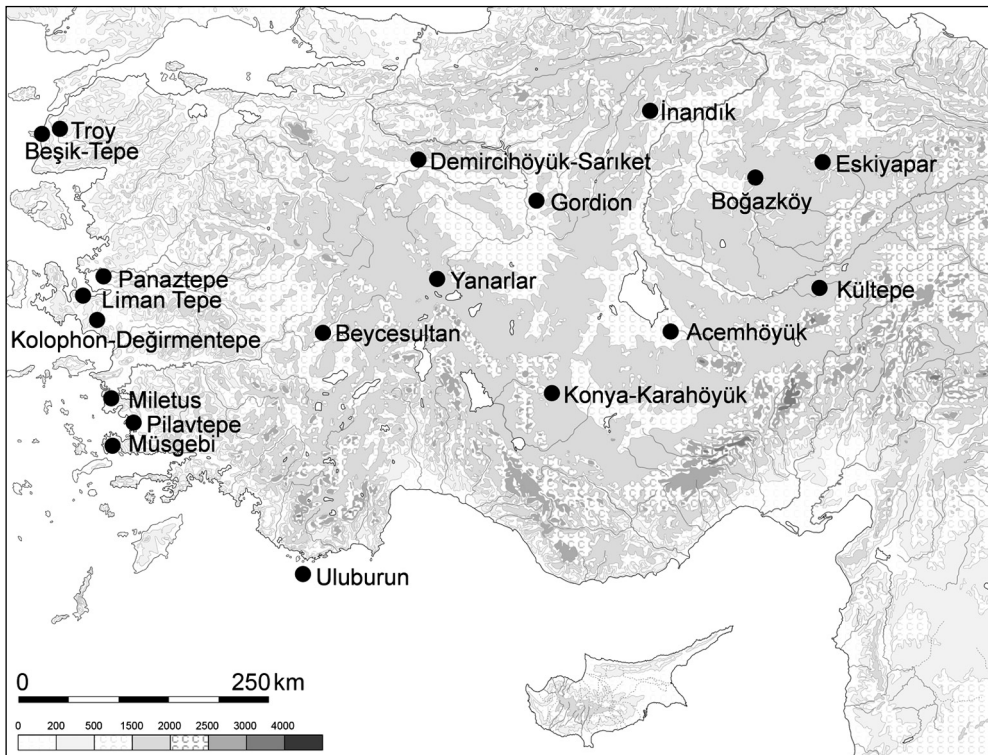 İnandık
Troy
Beşik-Tepe
Demircihöyük-Sarıket
Eskiyapar
Boğazköy
Gordion
Panaztepe
Yanarlar
Kültepe
Liman Tepe
Kolophon-Değirmentepe
Beycesultan
Acemhöyük
Konya-Karahöyük
Miletus
Pilavtepe
Müsgebi
Uluburun
0 250 km
0 200 500 1500 2000 2500 3000 4000